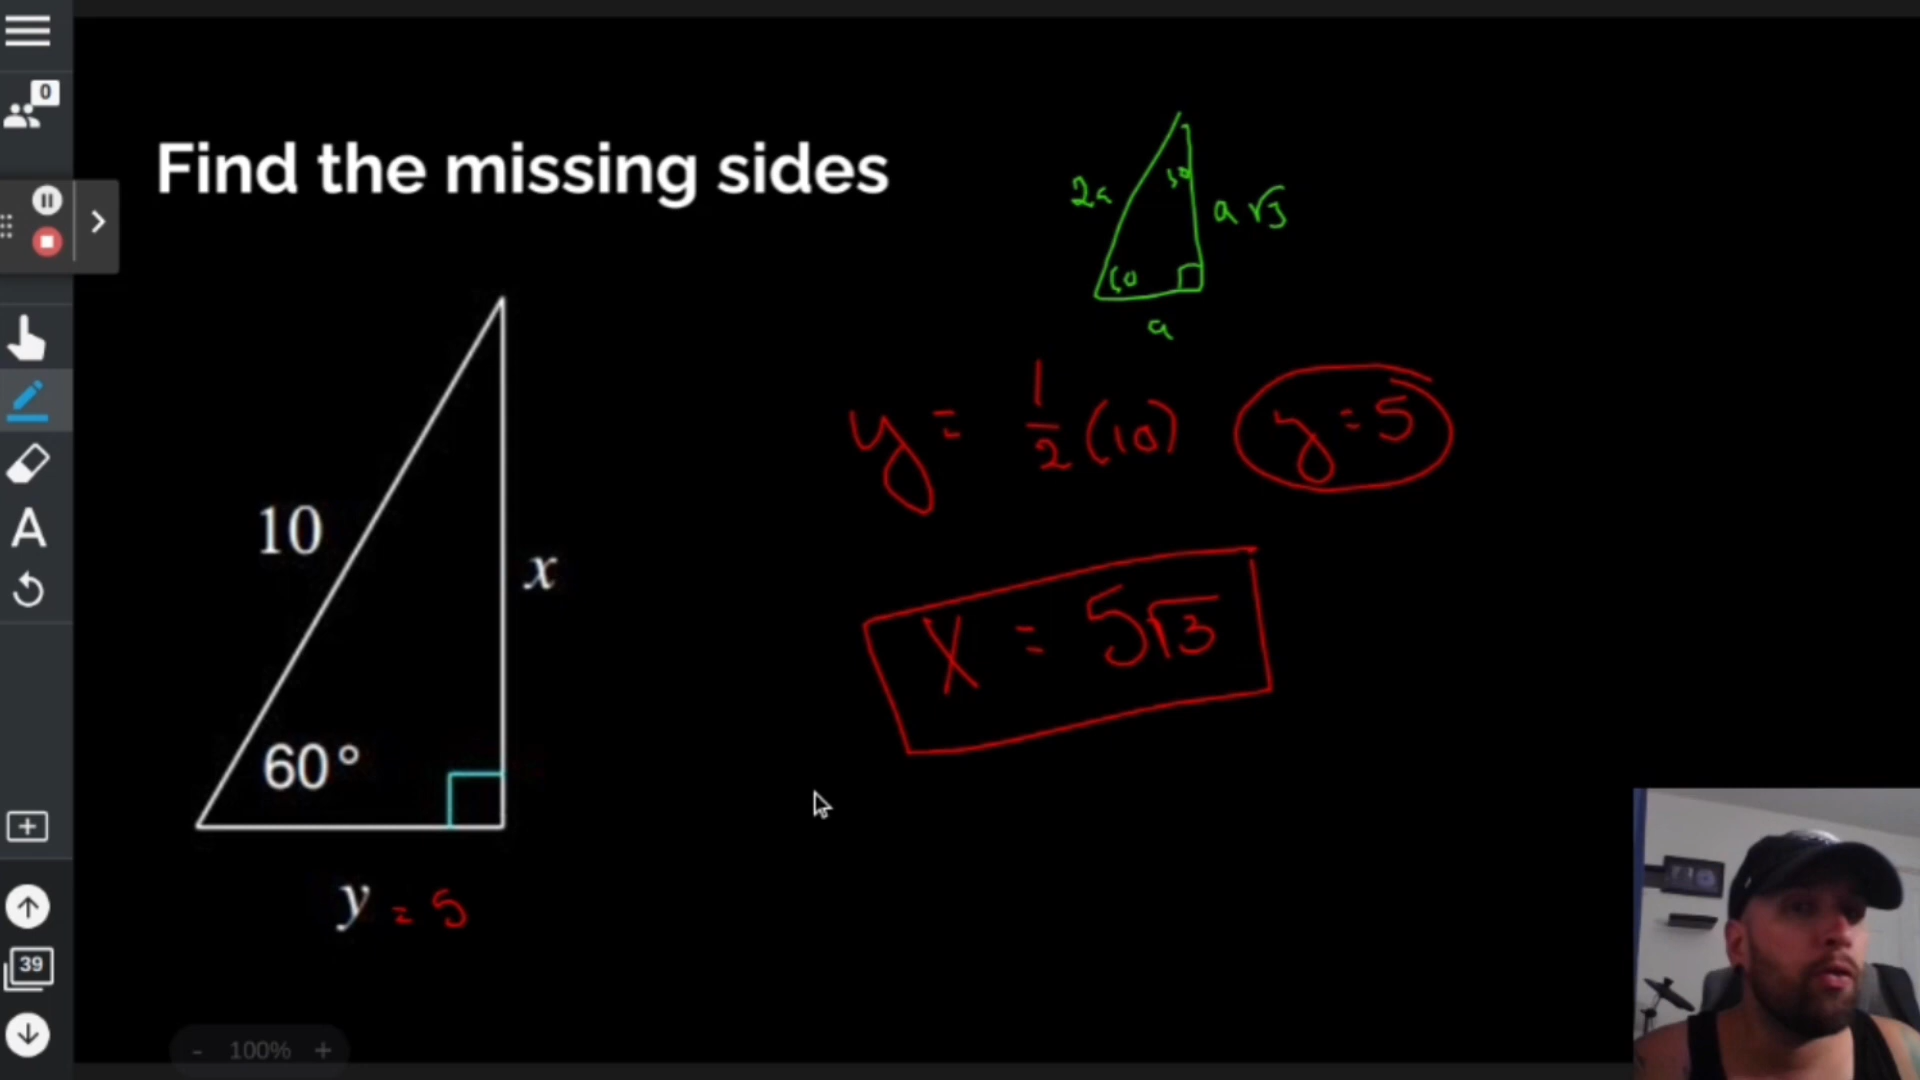 0
Find the missing sides
2a
30
a√3
60
a
y = 1/2 (10)
y = 5
10
x
x = 5√3
60°
y = 5
A
39
- 100% +